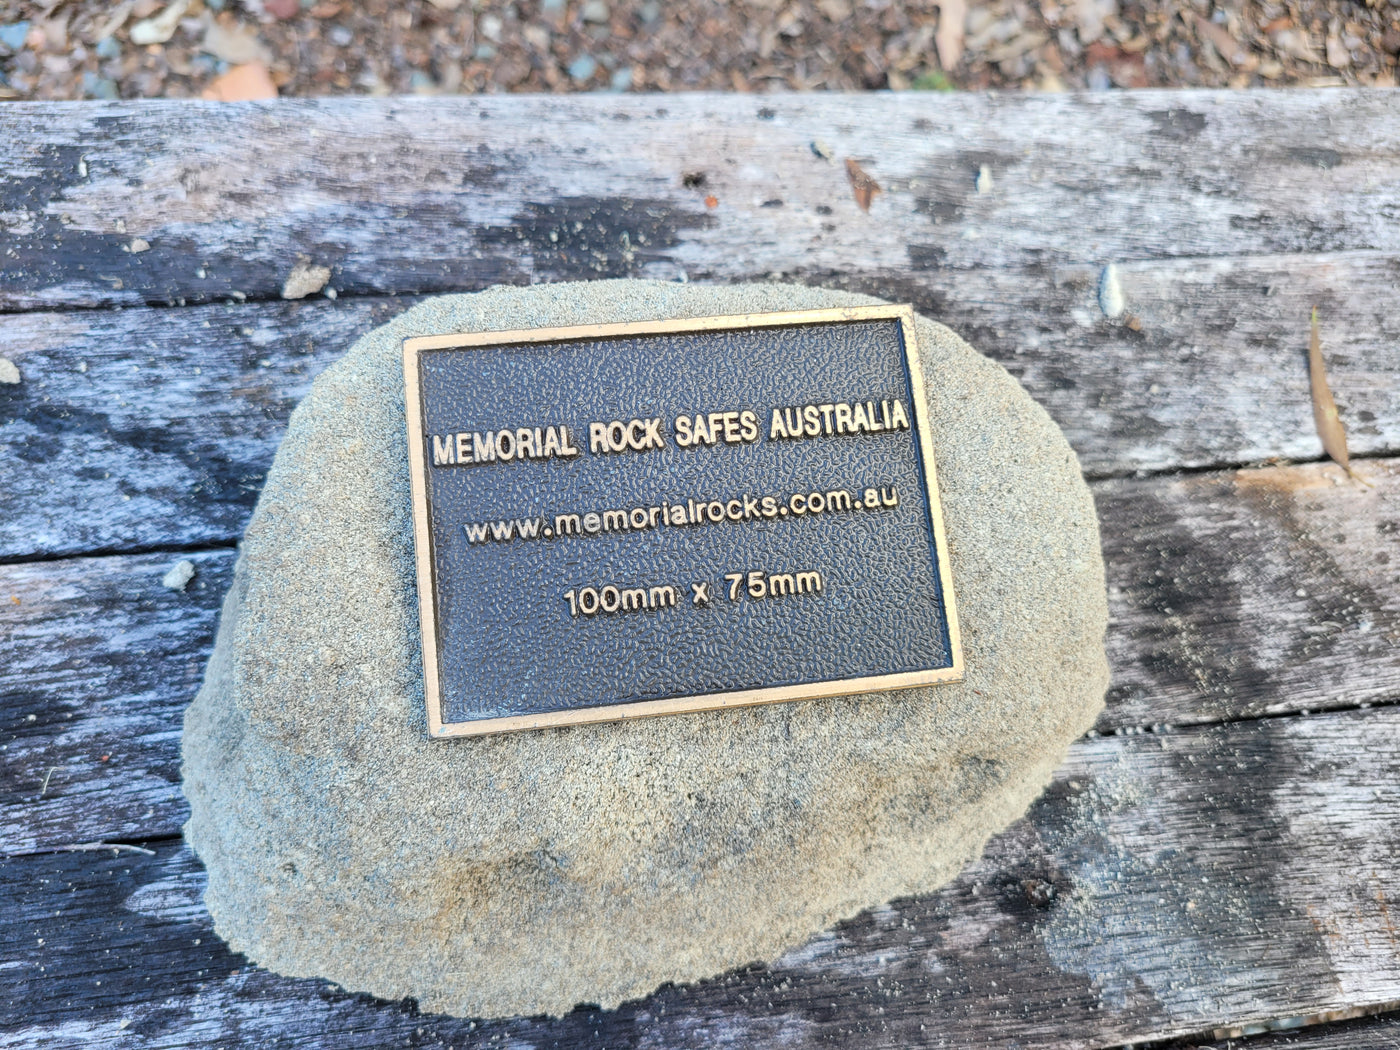 MEMORIAL ROCK SAFES AUSTRALIA
www.memorialrocks.com.au
100mm x 75mm